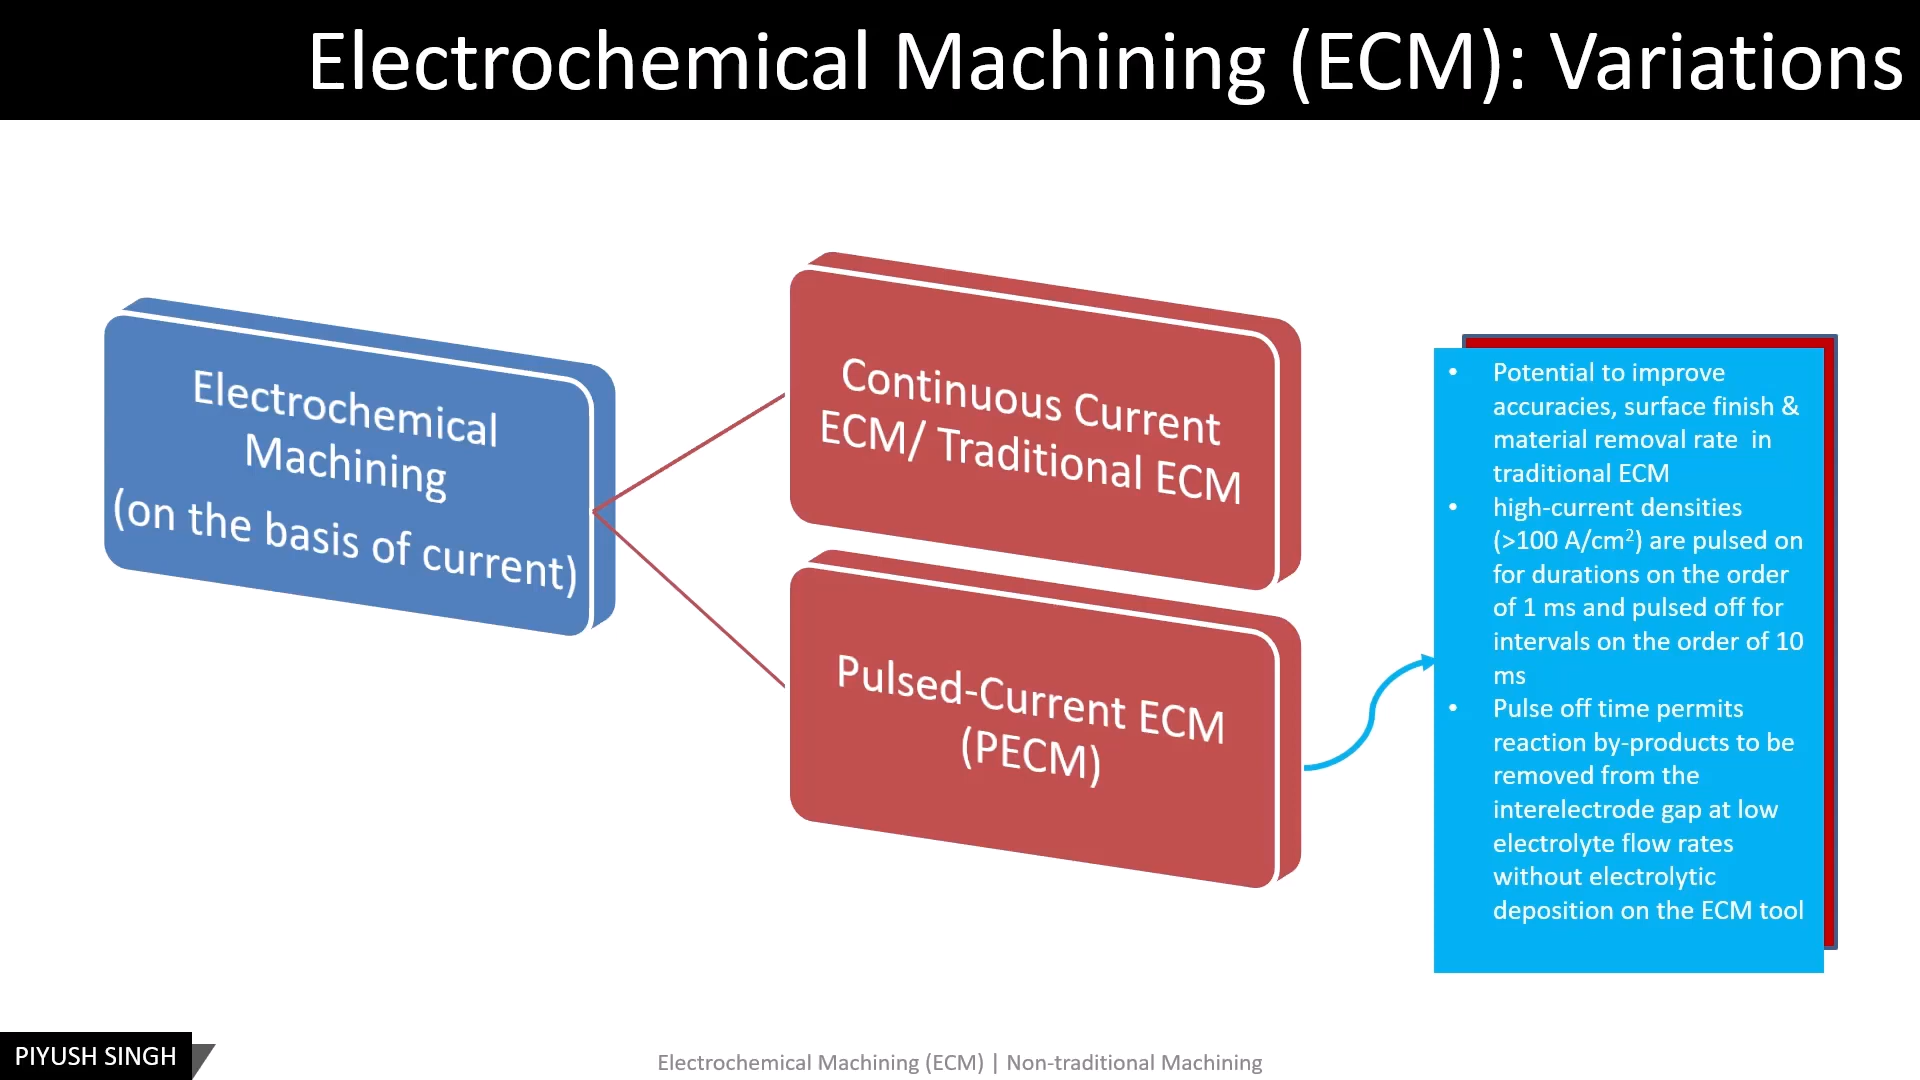 Electrochemical Machining (ECM): Variations
Electrochemical
Machining
(on the basis of current)
Continuous Current
ECM/ Traditional ECM
Pulsed-Current ECM
(PECM)
• Potential to improve
accuracies, surface finish &
material removal rate in
traditional ECM
• high-current densities
(>100 A/cm²) are pulsed on
for durations on the order
of 1 ms and pulsed off for
intervals on the order of 10
ms
• Pulse off time permits
reaction by-products to be
removed from the
interelectrode gap at low
electrolyte flow rates
without electrolytic
deposition on the ECM tool
PIYUSH SINGH
Electrochemical Machining (ECM) | Non-traditional Machining